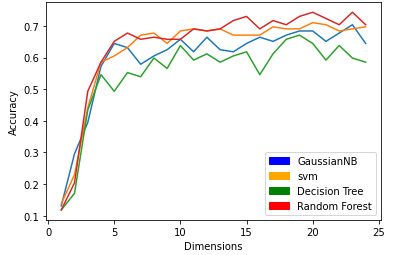 0.7
0.6
0.5
0.4
0.3
0.2
0.1
Accuracy
GaussianNB
svm
Decision Tree
Random Forest
0 5 10 15 20 25
Dimensions